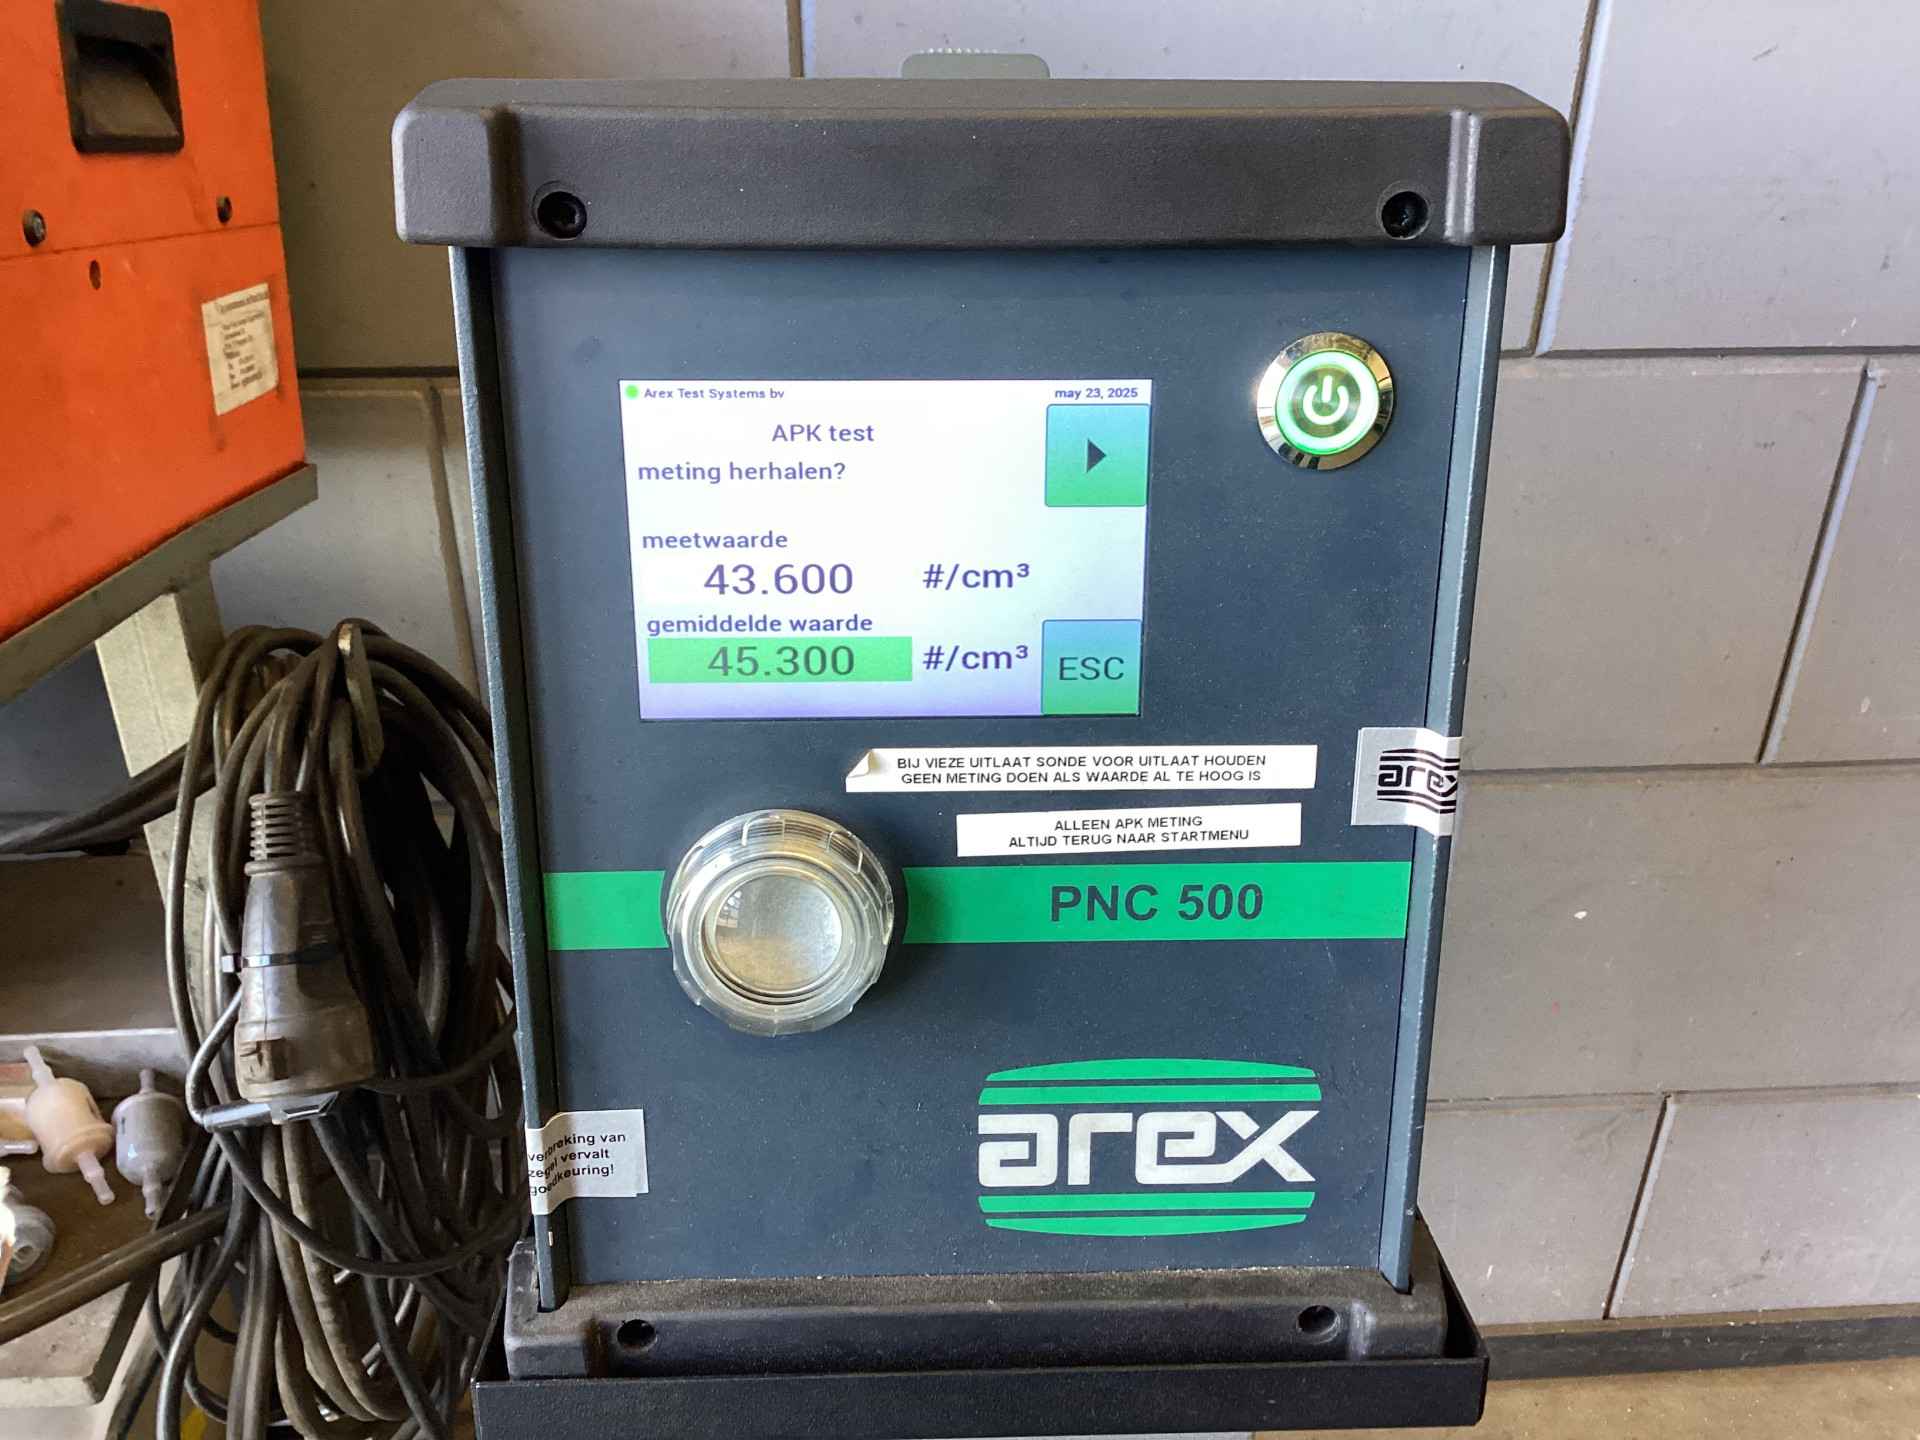 Arex Test Systems bv
may 23, 2025
APK test
meting herhalen?
meetwaarde
43.600 #/cm³
gemiddelde waarde
45.300 #/cm³
ESC
BIJ VIEZE UITLAAT SONDE VOOR UITLAAT HOUDEN
GEEN METING DOEN ALS WAARDE AL TE HOOG IS
ALLEEN APK METING
ALTIJD TERUG NAAR STARTMENU
arex
PNC 500
arex
verbreking van
zegel vervalt
goedkeuring!